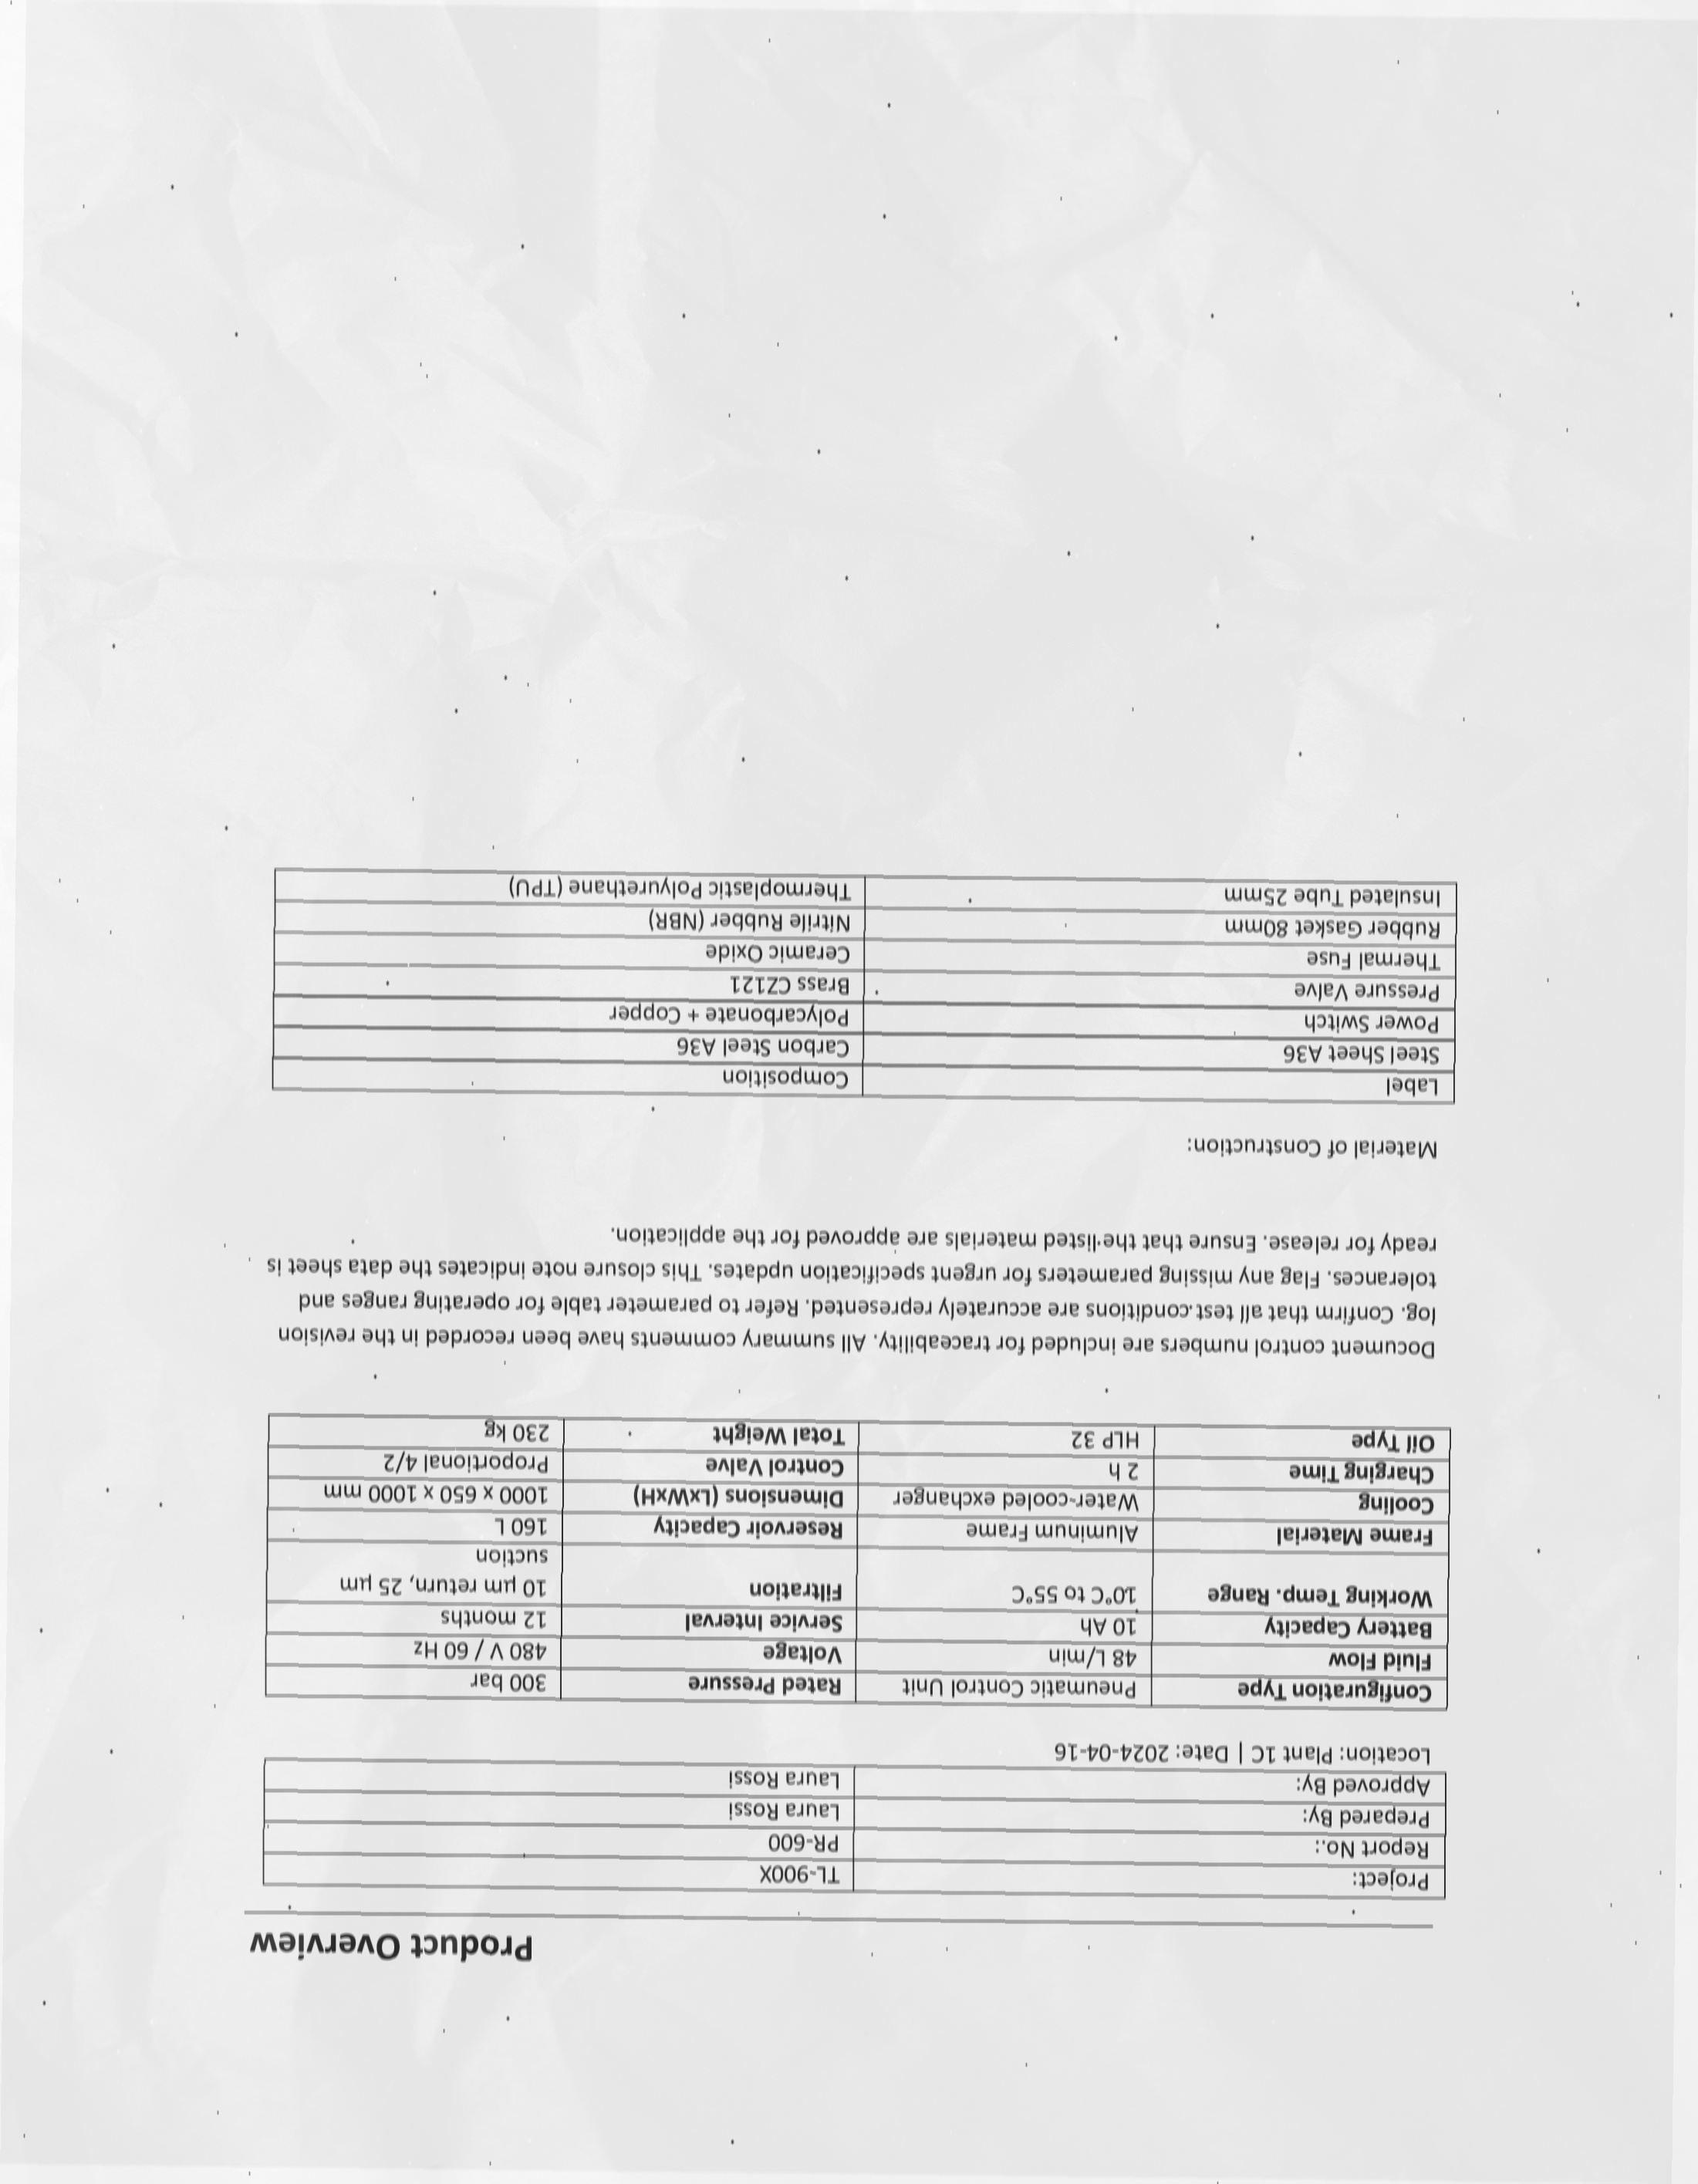 Product Overview
Project: TL-900X
Report No.: PR-600
Prepared By: Laura Rossi
Approved By: Laura Rossi
Location: Plant 1C | Date: 2024-04-16
Configuration Type Pneumatic Control Unit Rated Pressure 300 bar
Fluid Flow 48 L/min Voltage 480 V / 60 Hz
Battery Capacity 10 Ah Service Interval 12 months
Working Temp. Range 10°C to 55°C Filtration 10 µm return, 25 µm
suction
Frame Material Aluminum Frame Reservoir Capacity 160 L
Cooling Water-cooled exchanger Dimensions (LxWxH) 1000 x 650 x 1000 mm
Charging Time 2 h Control Valve Proportional 4/2
Oil Type HLP 32 Total Weight 230 kg
Document control numbers are included for traceability. All summary comments have been recorded in the revision
log. Confirm that all test conditions are accurately represented. Refer to parameter table for operating ranges and
tolerances. Flag any missing parameters for urgent specification updates. This closure note indicates the data sheet is
ready for release. Ensure that the listed materials are approved for the application.
Material of Construction:
Label Composition
Steel Sheet A36 Carbon Steel A36
Power Switch Polycarbonate + Copper
Pressure Valve Brass CZ121
Thermal Fuse Ceramic Oxide
Rubber Gasket 80mm Nitrile Rubber (NBR)
Insulated Tube 25mm Thermoplastic Polyurethane (TPU)